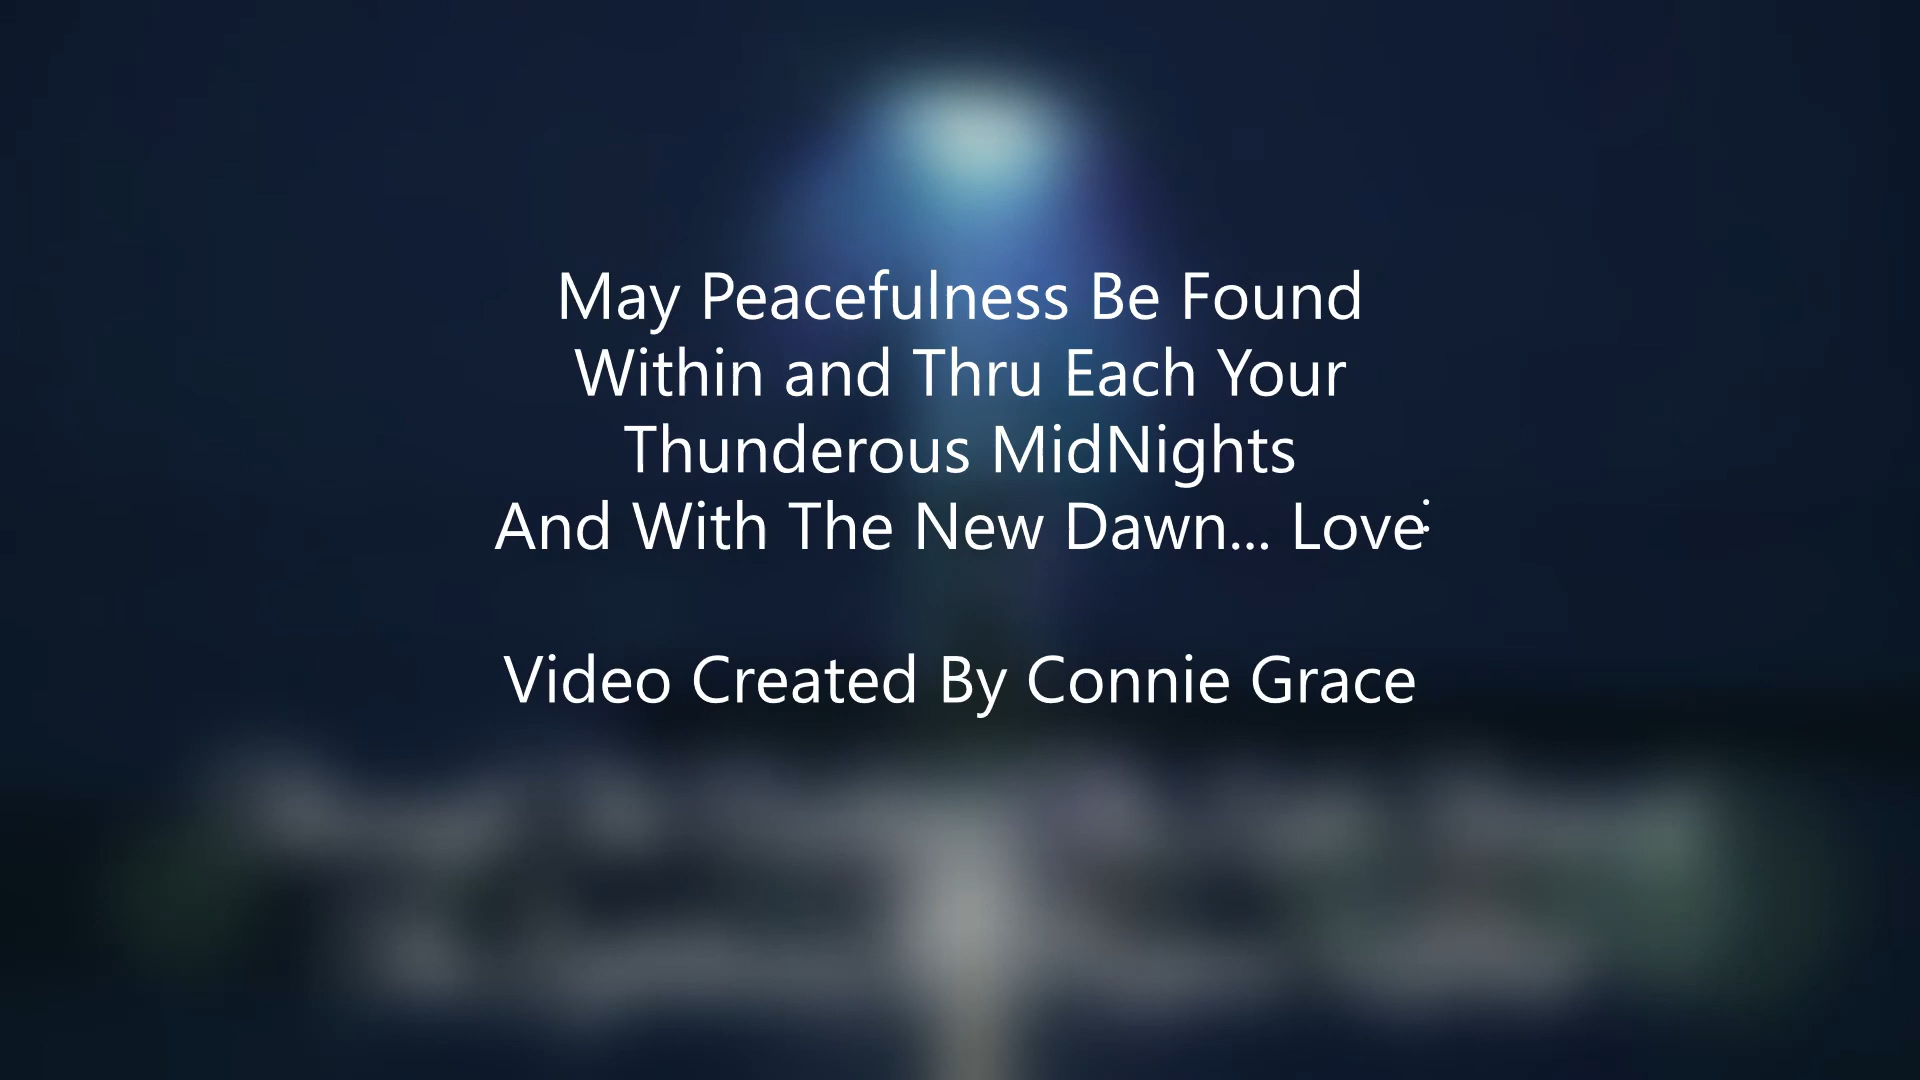 May Peacefulness Be Found
Within and Thru Each Your
Thunderous MidNights
And With The New Dawn... Love
Video Created By Connie Grace